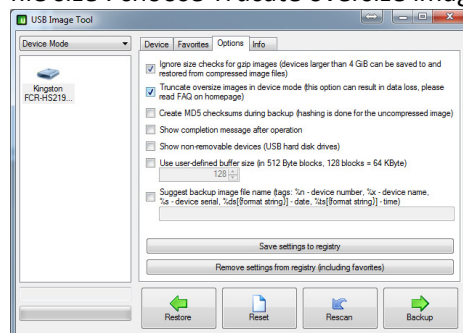 USB Image Tool
Device Mode
Device Favorites Options Info
Kingston
FCR-HS219...
Ignore size checks for gzip images (devices larger than 4 GiB can be saved to and
restored from compressed image files)
Truncate oversize images in device mode (this option can result in data loss, please
read FAQ on homepage)
Create MD5 checksums during backup (hashing is done for the uncompressed image)
Show completion message after operation
Show non-removable devices (USB hard disk drives)
Use user-defined buffer size (in 512 Byte blocks, 128 blocks = 64 KByte)
128
Suggest backup image file name (tags: %n - device number, %x - device name,
%s - device serial, %ds[{format string}] - date, %ts[{format string}] - time)
Save settings to registry
Remove settings from registry (including favorites)
Restore Reset Rescan Backup